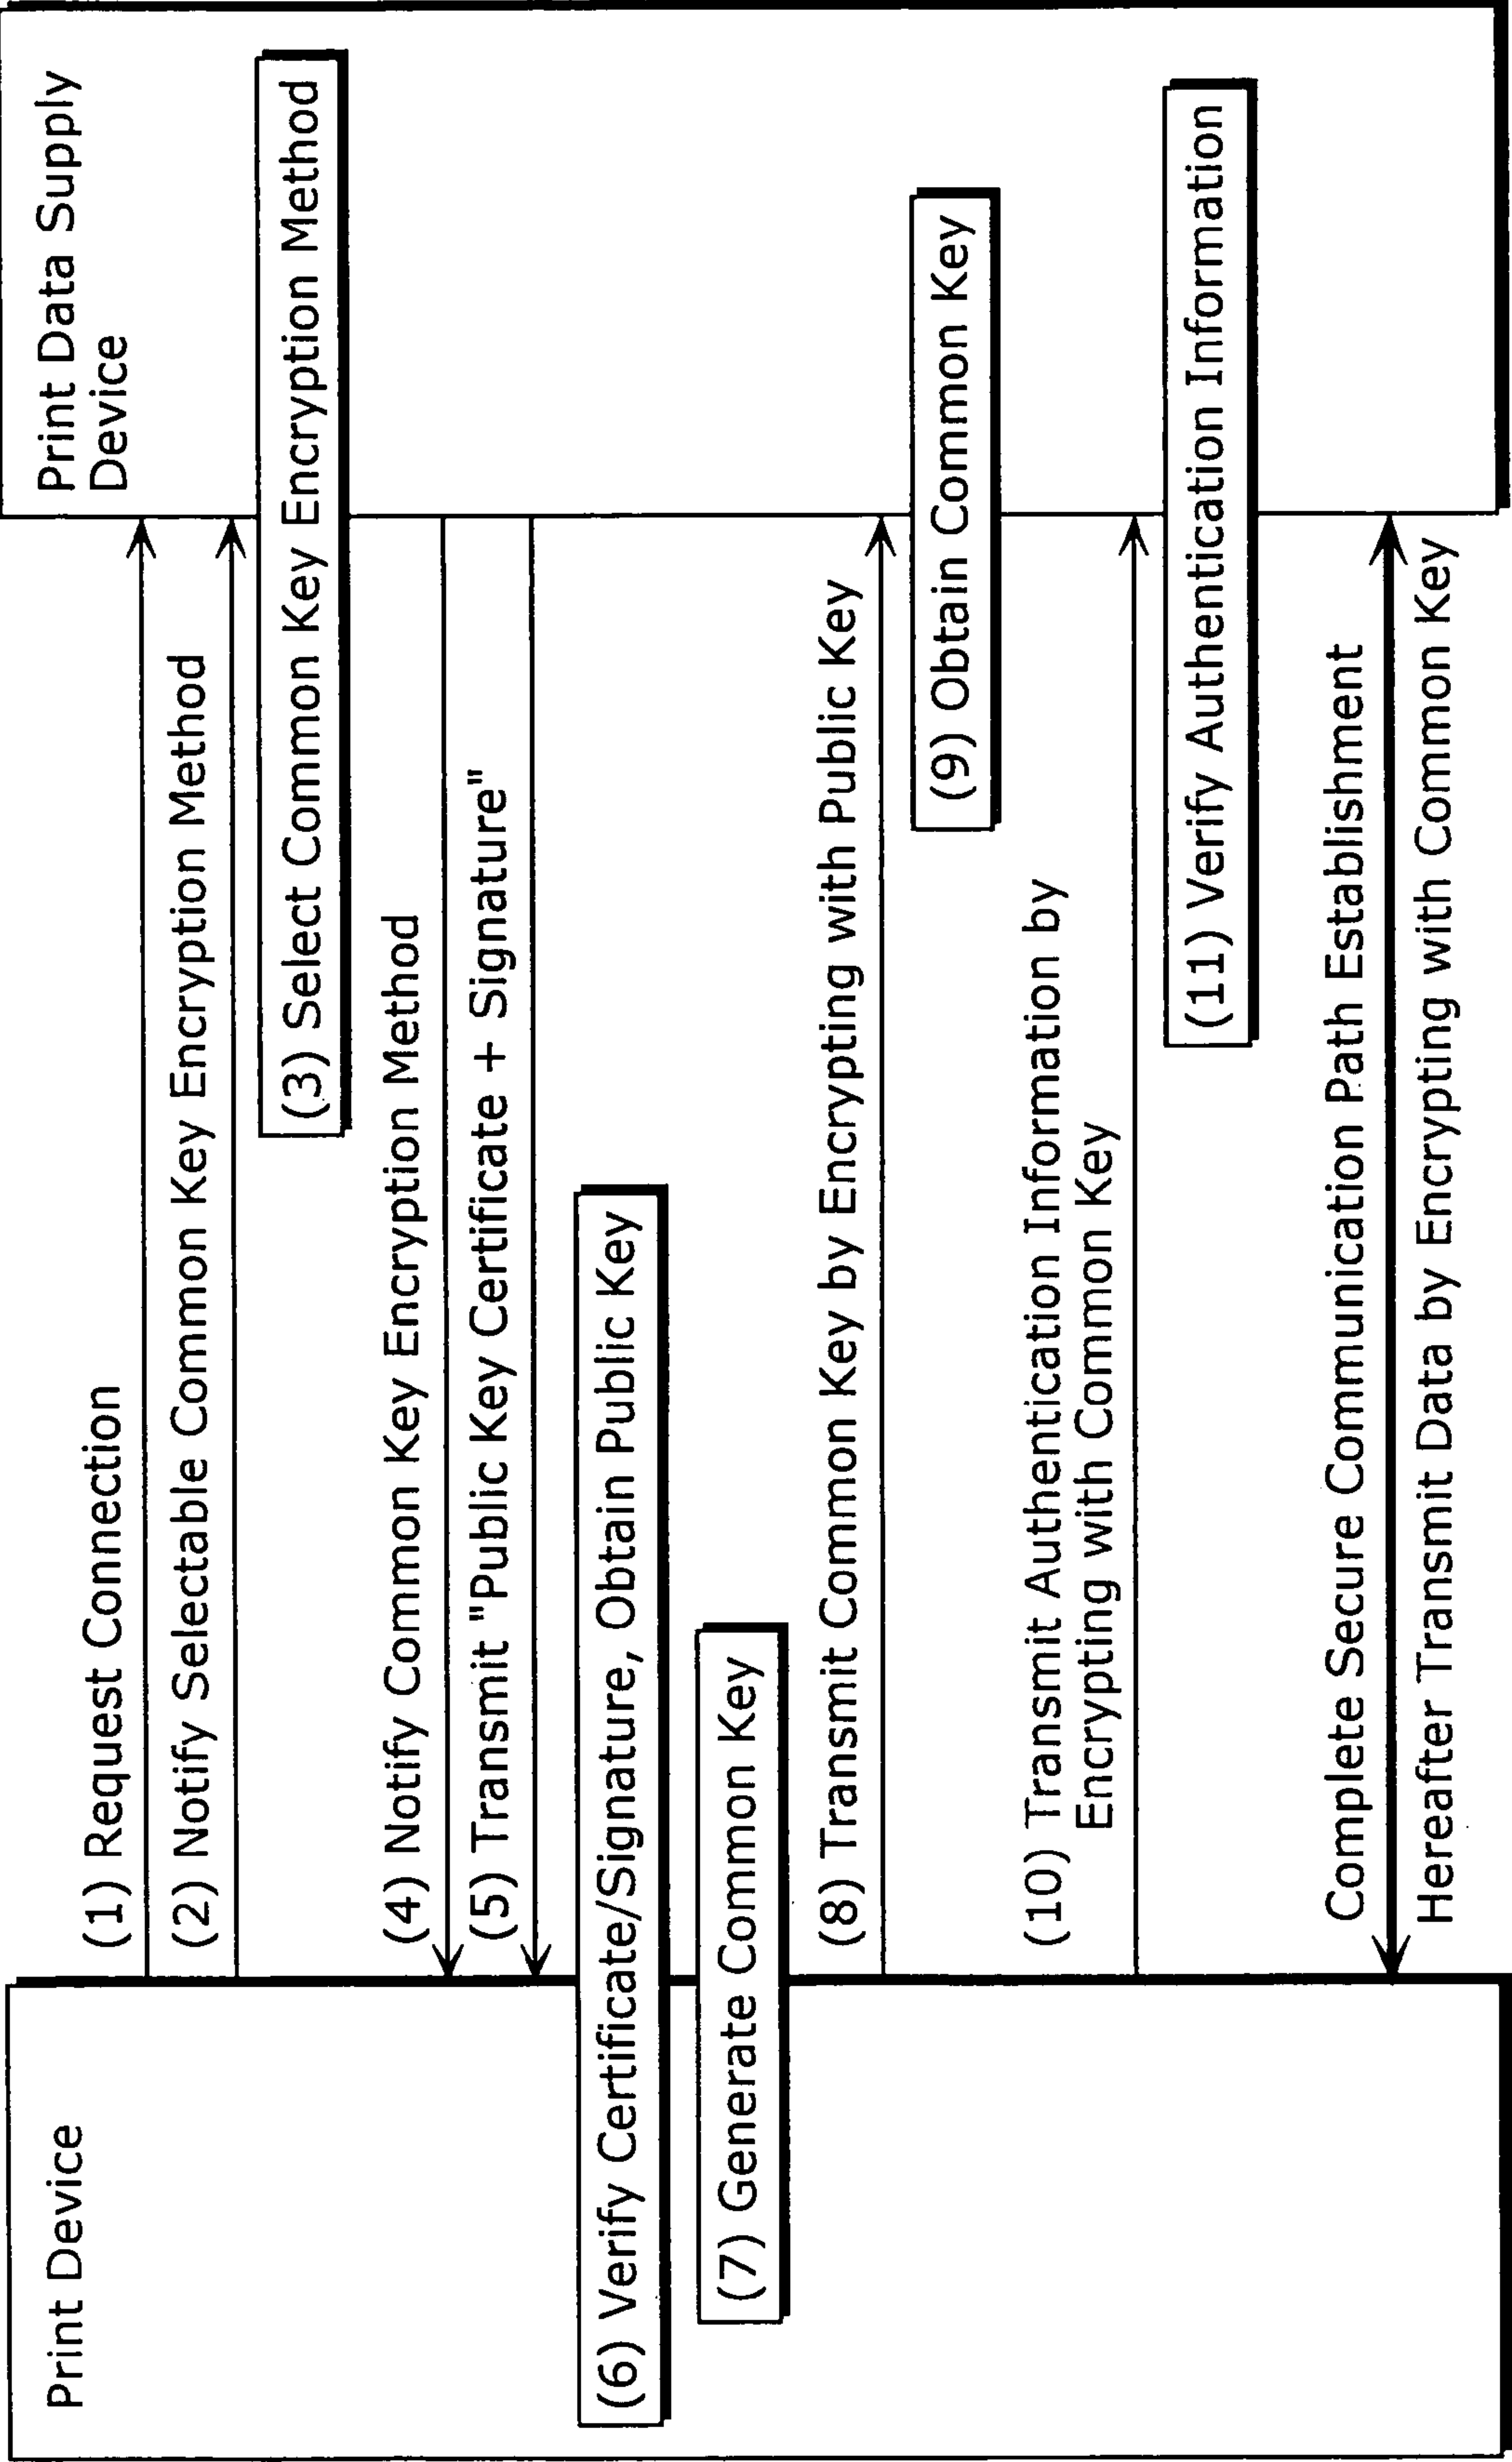 Print Device
Print Data Supply
Device
(1) Request Connection
(2) Notify Selectable Common Key Encryption Method
(3) Select Common Key Encryption Method
(4) Notify Common Key Encryption Method
(5) Transmit "Public Key Certificate + Signature"
(6) Verify Certificate/Signature, Obtain Public Key
(7) Generate Common Key
(8) Transmit Common Key by Encrypting with Public Key
(9) Obtain Common Key
(10) Transmit Authentication Information by
Encrypting with Common Key
(11) Verify Authentication Information
Complete Secure Communication Path Establishment
Hereafter Transmit Data by Encrypting with Common Key